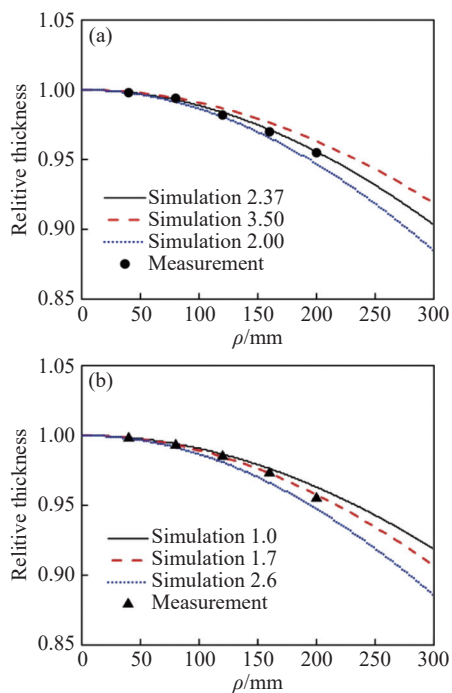 1.05
(a)
1.00
0.95
0.90
0.85
Relitive thickness
Simulation 2.37
Simulation 3.50
Simulation 2.00
Measurement
0 50 100 150 200 250 300
ρ/mm
1.05
(b)
1.00
0.95
0.90
0.85
Relitive thickness
Simulation 1.0
Simulation 1.7
Simulation 2.6
Measurement
0 50 100 150 200 250 300
ρ/mm